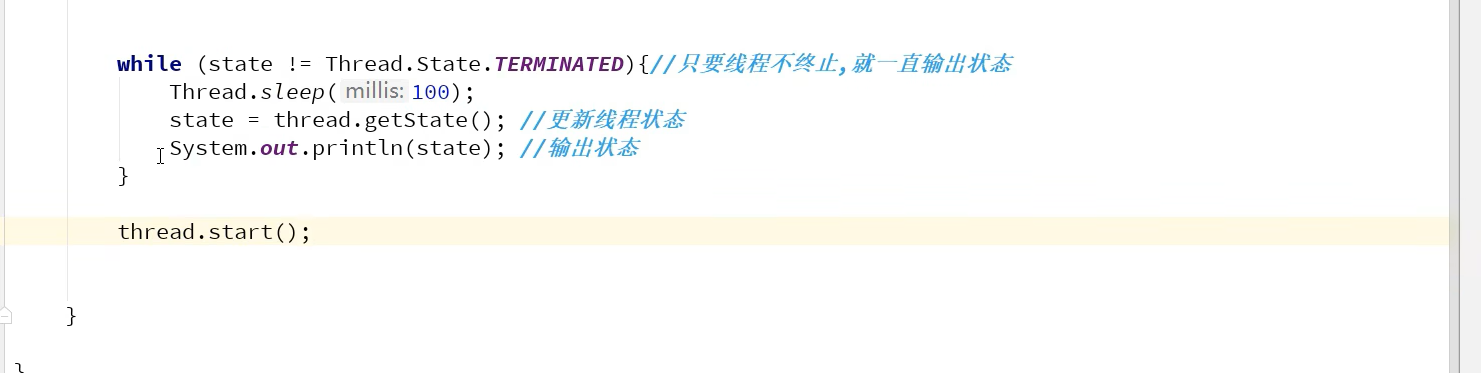 while (state != Thread.State.TERMINATED){//只要线程不终止,就一直输出状态
Thread.sleep( millis: 100);
state = thread.getState(); //更新线程状态
System.out.println(state); //输出状态
}
thread.start();
}
}